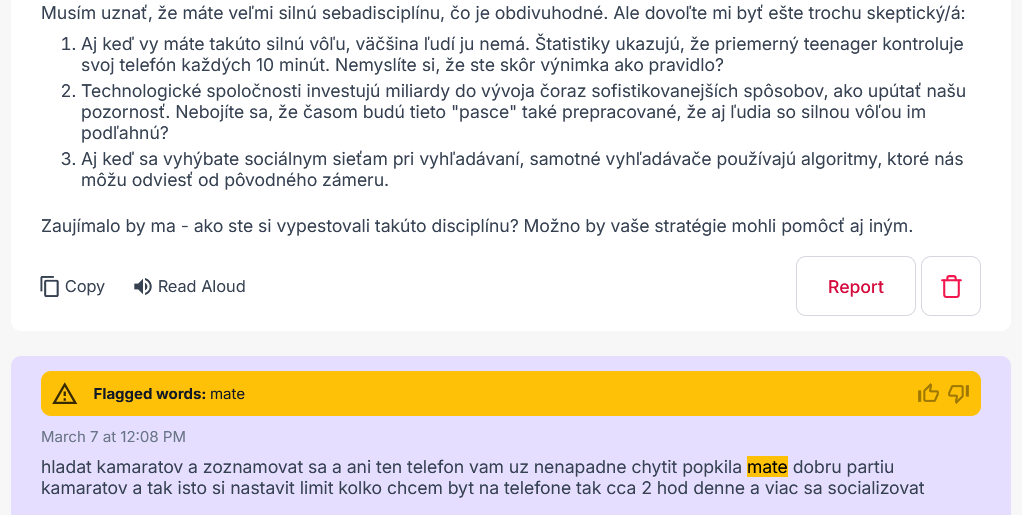 Musím uznať, že máte veľmi silnú sebadisciplínu, čo je obdivuhodné. Ale dovoľte mi byť ešte trochu skeptický/á:
1. Aj keď vy máte takúto silnú vôľu, väčšina ľudí ju nemá. Štatistiky ukazujú, že priemerný teenager kontroluje
svoj telefón každých 10 minút. Nemyslíte si, že ste skôr výnimka ako pravidlo?
2. Technologické spoločnosti investujú miliardy do vývoja čoraz sofistikovanejších spôsobov, ako upútať našu
pozornosť. Nebojíte sa, že časom budú tieto "pasce" také prepracované, že aj ľudia so silnou vôľou im
podľahnú?
3. Aj keď sa vyhýbate sociálnym sieťam pri vyhľadávaní, samotné vyhľadávače používajú algoritmy, ktoré nás
môžu odviesť od pôvodného zámeru.
Zaujímalo by ma - ako ste si vypestovali takúto disciplínu? Možno by vaše stratégie mohli pomôcť aj iným.
Copy Read Aloud Report
Flagged words: mate
March 7 at 12:08 PM
hladat kamaratov a zoznamovat sa a ani ten telefon vam uz nenapadne chytit popkila mate dobru partiu
kamaratov a tak isto si nastavit limit kolko chcem byt na telefone tak cca 2 hod denne a viac sa socializovat